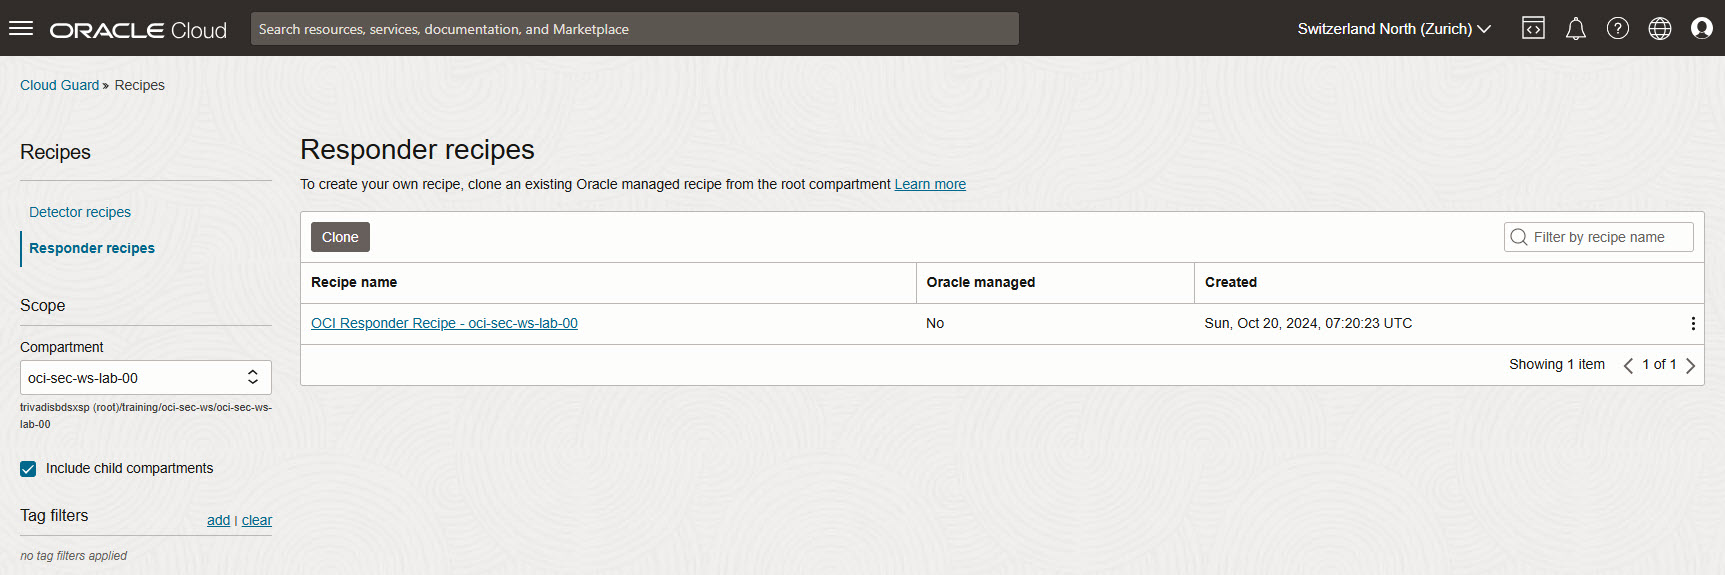 ORACLE Cloud
Search resources, services, documentation, and Marketplace
Switzerland North (Zurich)
Cloud Guard » Recipes
Recipes
Detector recipes
Responder recipes
Scope
Compartment
oci-sec-ws-lab-00
trivadisbdsxsp (root)/training/oci-sec-ws/oci-sec-ws-
lab-00
Include child compartments
Tag filters add | clear
no tag filters applied
Responder recipes
To create your own recipe, clone an existing Oracle managed recipe from the root compartment Learn more
Clone
Filter by recipe name
Recipe name Oracle managed Created
OCI Responder Recipe - oci-sec-ws-lab-00 No Sun, Oct 20, 2024, 07:20:23 UTC
Showing 1 item 1 of 1